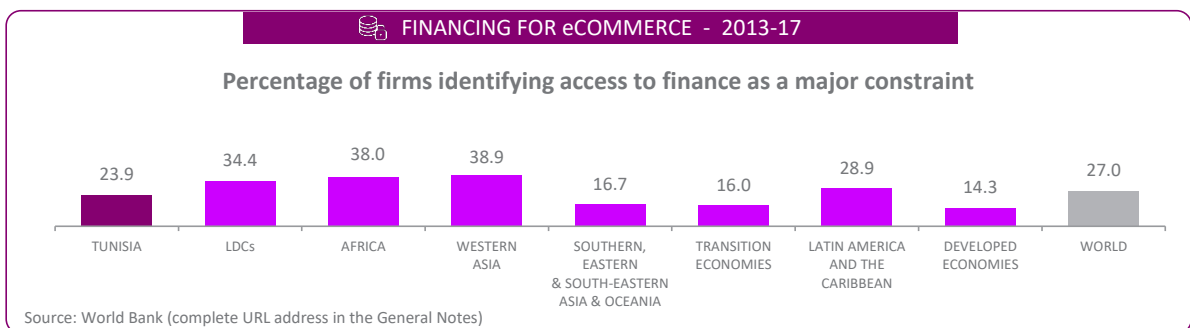 FINANCING FOR eCOMMERCE - 2013-17
Percentage of firms identifying access to finance as a major constraint
23.9
34.4
38.0
38.9
16.7
16.0
28.9
14.3
27.0
TUNISIA
LDCs
AFRICA
WESTERN
ASIA
SOUTHERN,
EASTERN
& SOUTH-EASTERN
ASIA & OCEANIA
TRANSITION
ECONOMIES
LATIN AMERICA
AND THE
CARIBBEAN
DEVELOPED
ECONOMIES
WORLD
Source: World Bank (complete URL address in the General Notes)